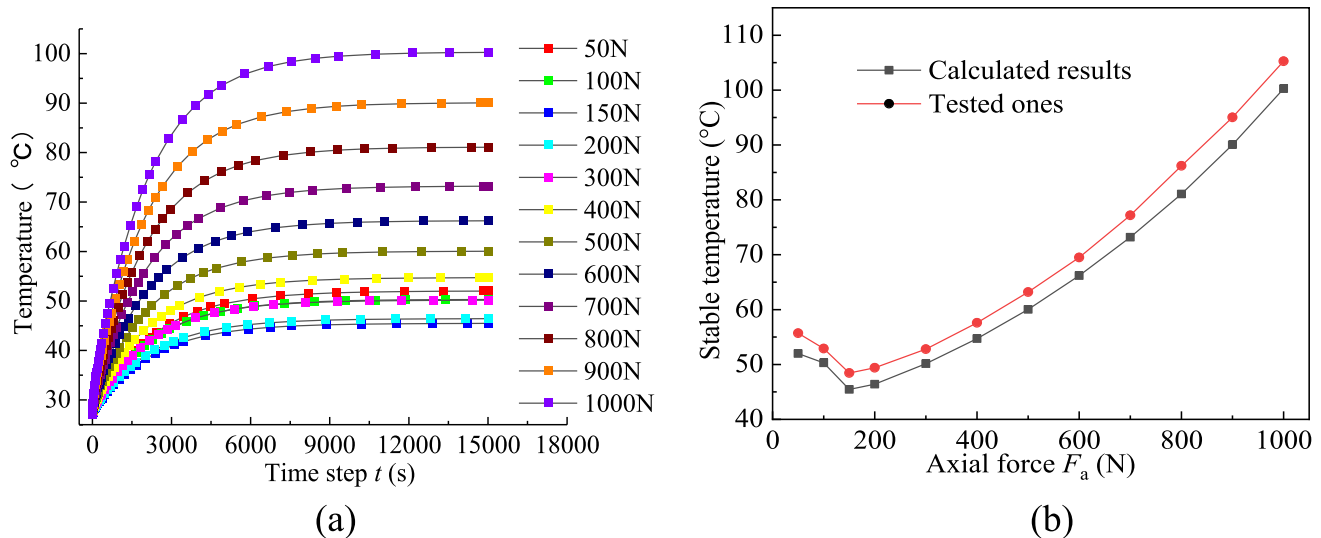 100
90
80
70
60
50
40
30
Temperature ( ℃)
0 3000 6000 9000 12000 15000 18000
Time step t (s)
50N
100N
150N
200N
300N
400N
500N
600N
700N
800N
900N
1000N
(a)
110
100
90
80
70
60
50
40
Stable temperature (°C)
Calculated results
Tested ones
0 200 400 600 800 1000
Axial force Fa (N)
(b)